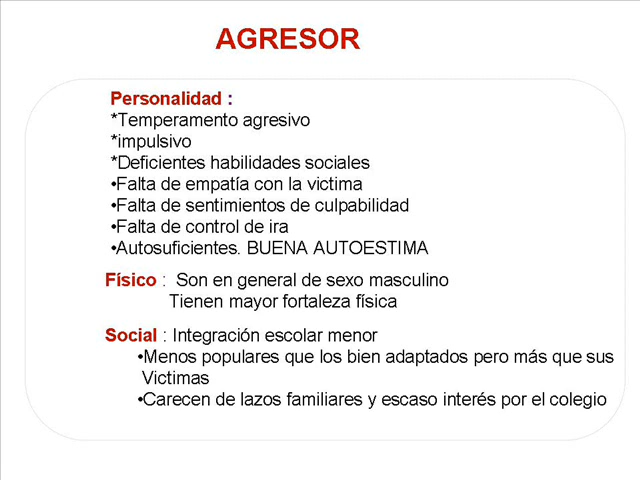 AGRESOR
Personalidad :
*Temperamento agresivo
*impulsivo
*Deficientes habilidades sociales
•Falta de empatía con la victima
•Falta de sentimientos de culpabilidad
•Falta de control de ira
•Autosuficientes. BUENA AUTOESTIMA
Físico : Son en general de sexo masculino
Tienen mayor fortaleza física
Social : Integración escolar menor
•Menos populares que los bien adaptados pero más que sus
Victimas
•Carecen de lazos familiares y escaso interés por el colegio